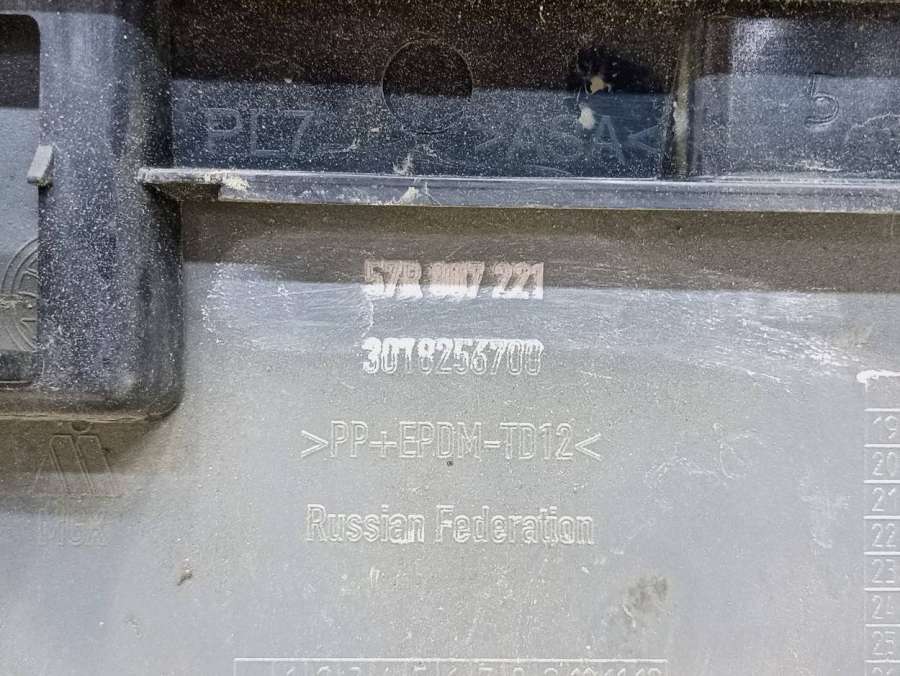 PL7
>ASA<
5
57R 807 221
3018256700
>PP+EPDM-TD12<
Russian Federation
19
20
21
22
23
24
25